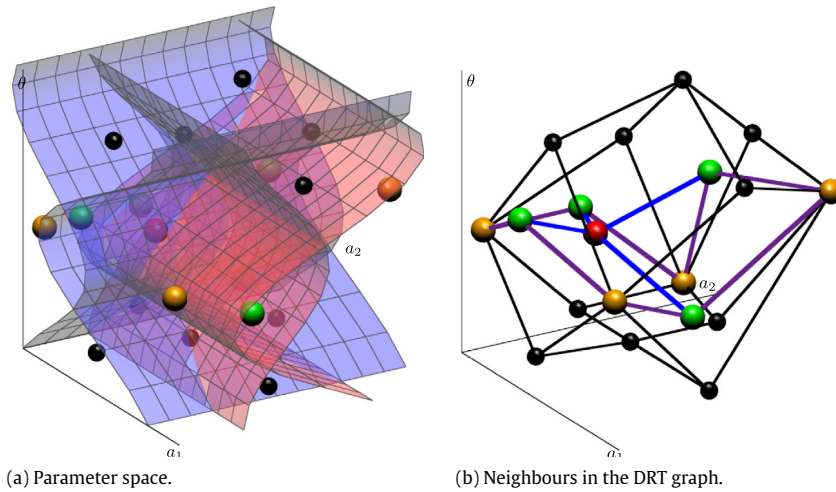 θ
θ
a₂
a₂
a₁
a₁
(a) Parameter space.
(b) Neighbours in the DRT graph.